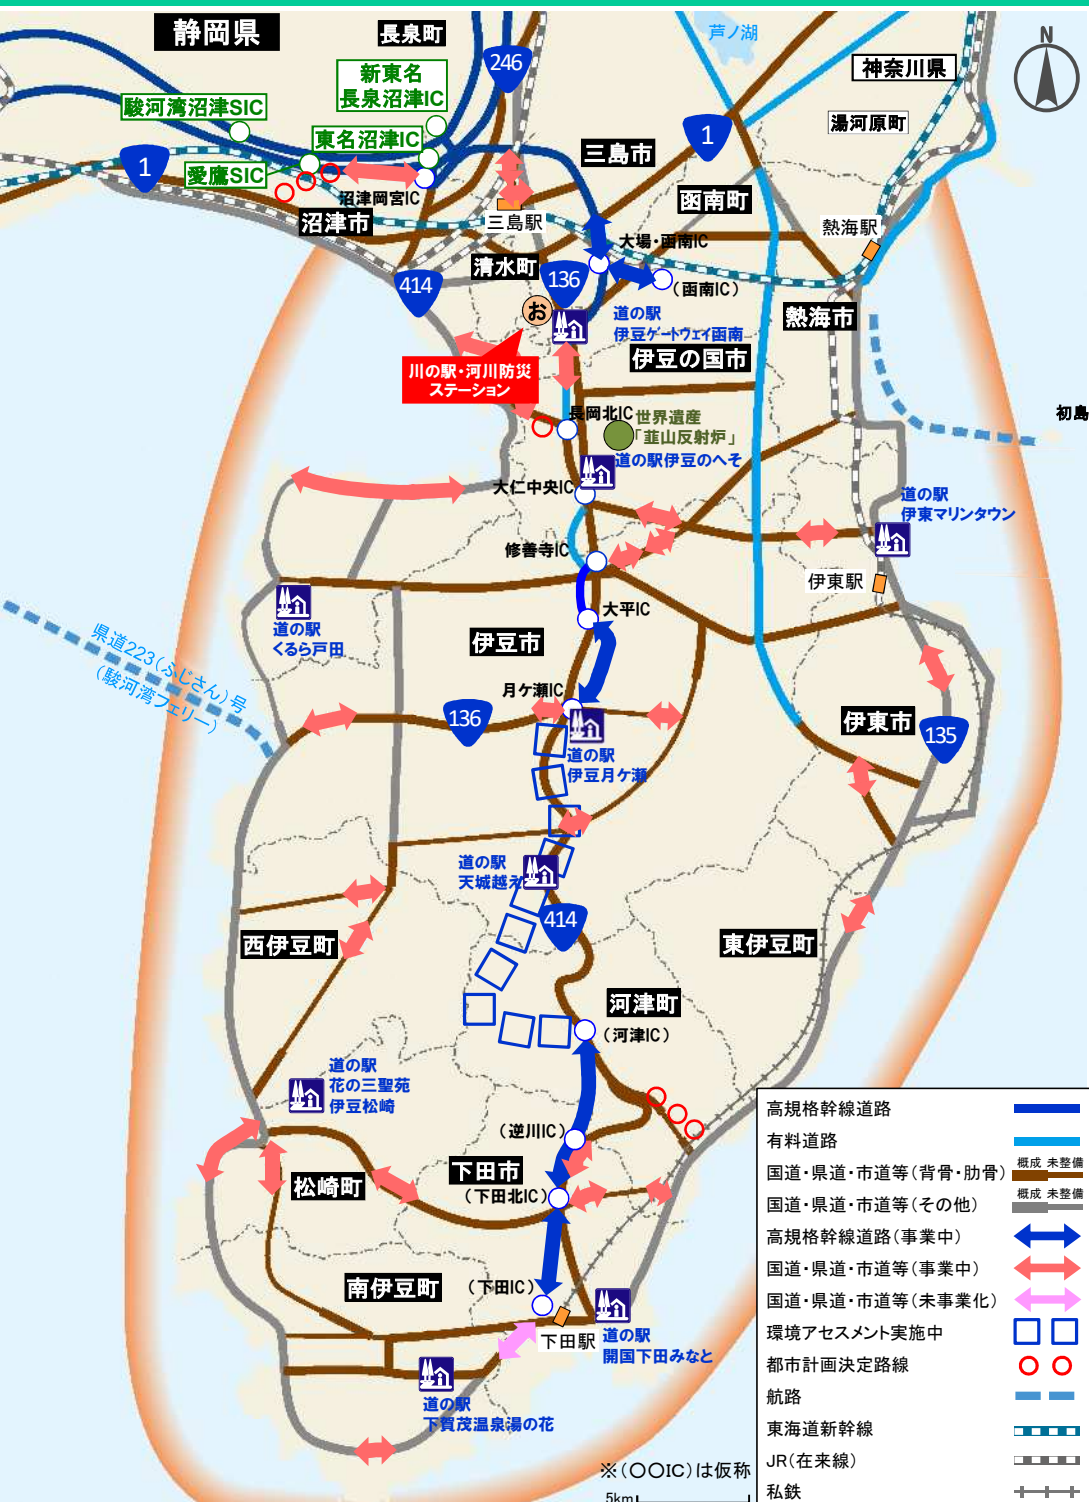 静岡県
長泉町
芦ノ湖
N
246
神奈川県
新東名
長泉沼津IC
駿河湾沼津SIC
湯河原町
東名沼津IC
1
1
三島市
愛鷹SIC
函南町
沼津岡宮IC
沼津市
三島駅
熱海駅
大場・函南IC
清水町
136
414
(函南IC)
お
道の駅
伊豆ゲートウェイ函南
熱海市
伊豆の国市
川の駅・河川防災
ステーション
長岡北IC
世界遺産
「韮山反射炉」
初島
道の駅伊豆のへそ
大仁中央IC
道の駅
伊東マリンタウン
修善寺IC
伊東駅
大平IC
道の駅
くるら戸田
伊豆市
県道223(ふじさん)号
(駿河湾フェリー)
月ケ瀬IC
136
伊東市
135
道の駅
伊豆月ケ瀬
道の駅
天城越え
414
西伊豆町
東伊豆町
河津町
(河津IC)
道の駅
花の三聖苑
伊豆松崎
(逆川IC)
下田市
松崎町
(下田北IC)
南伊豆町
(下田IC)
下田駅
道の駅
開国下田みなと
道の駅
下賀茂温泉湯の花
※(〇〇IC)は仮称
5km
高規格幹線道路
有料道路
国道・県道・市道等(背骨・肋骨)
概成 未整備
国道・県道・市道等(その他)
概成 未整備
高規格幹線道路(事業中)
国道・県道・市道等(事業中)
国道・県道・市道等(未事業化)
環境アセスメント実施中
都市計画決定路線
航路
東海道新幹線
JR(在来線)
私鉄